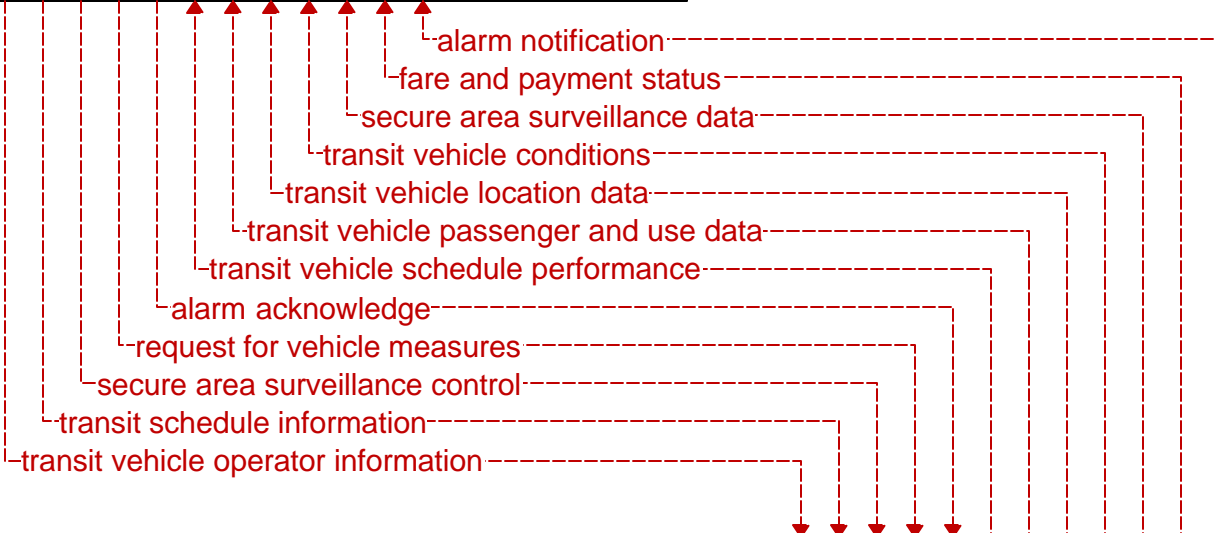 alarm notification
fare and payment status
secure area surveillance data
transit vehicle conditions
transit vehicle location data
transit vehicle passenger and use data
transit vehicle schedule performance
alarm acknowledge
request for vehicle measures
secure area surveillance control
transit schedule information
transit vehicle operator information